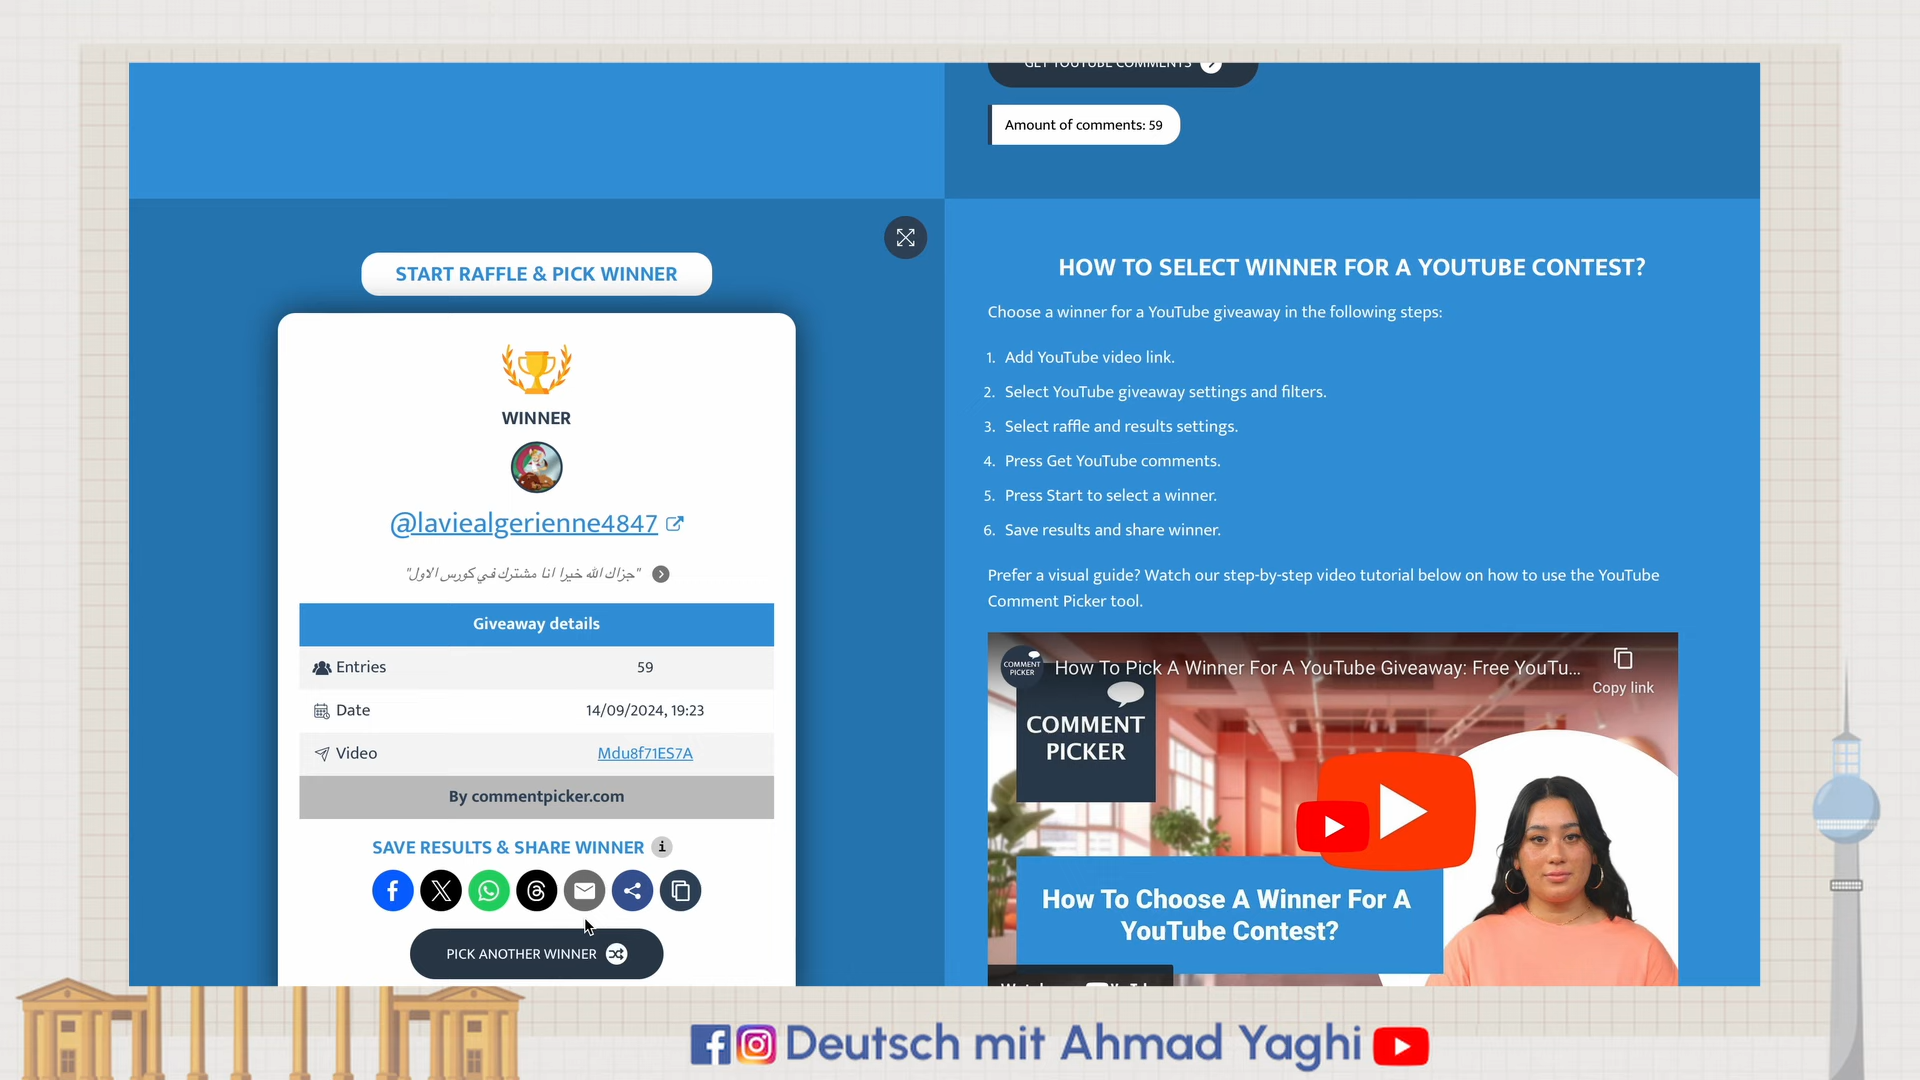 GET YOUTUBE COMMENTS
Amount of comments: 59
START RAFFLE & PICK WINNER
WINNER
@laviealgerienne4847
"جزاك الله خيرا انا مشترك في كورس الاول"
Giveaway details
Entries 59
Date 14/09/2024, 19:23
Video Mdu8f71ES7A
By commentpicker.com
SAVE RESULTS & SHARE WINNER
PICK ANOTHER WINNER
HOW TO SELECT WINNER FOR A YOUTUBE CONTEST?
Choose a winner for a YouTube giveaway in the following steps:
1. Add YouTube video link.
2. Select YouTube giveaway settings and filters.
3. Select raffle and results settings.
4. Press Get YouTube comments.
5. Press Start to select a winner.
6. Save results and share winner.
Prefer a visual guide? Watch our step-by-step video tutorial below on how to use the YouTube
Comment Picker tool.
COMMENT
PICKER
How To Pick A Winner For A YouTube Giveaway: Free YouTu...
Copy link
COMMENT
PICKER
How To Choose A Winner For A
YouTube Contest?
Deutsch mit Ahmad Yaghi